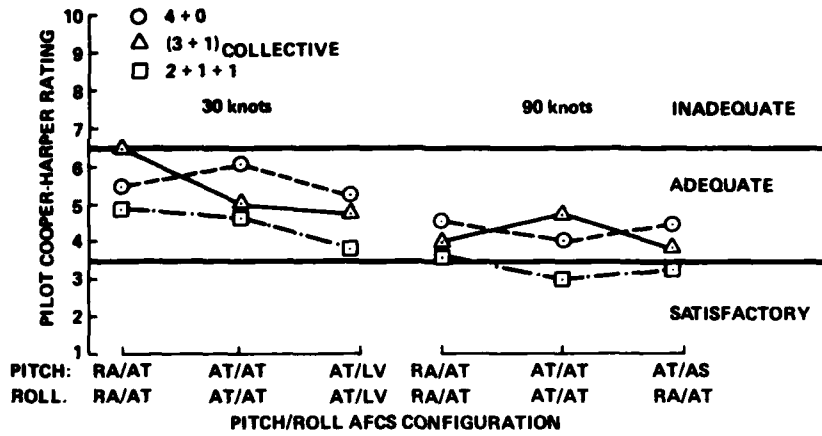 PILOT COOPER-HARPER RATING
10
9
8
7
6
5
4
3
2
1
4 + 0
(3 + 1) COLLECTIVE
2 + 1 + 1
30 knots
90 knots
INADEQUATE
ADEQUATE
SATISFACTORY
PITCH: RA/AT AT/AT AT/LV RA/AT AT/AT AT/AS
ROLL. RA/AT AT/AT AT/LV RA/AT AT/AT RA/AT
PITCH/ROLL AFCS CONFIGURATION